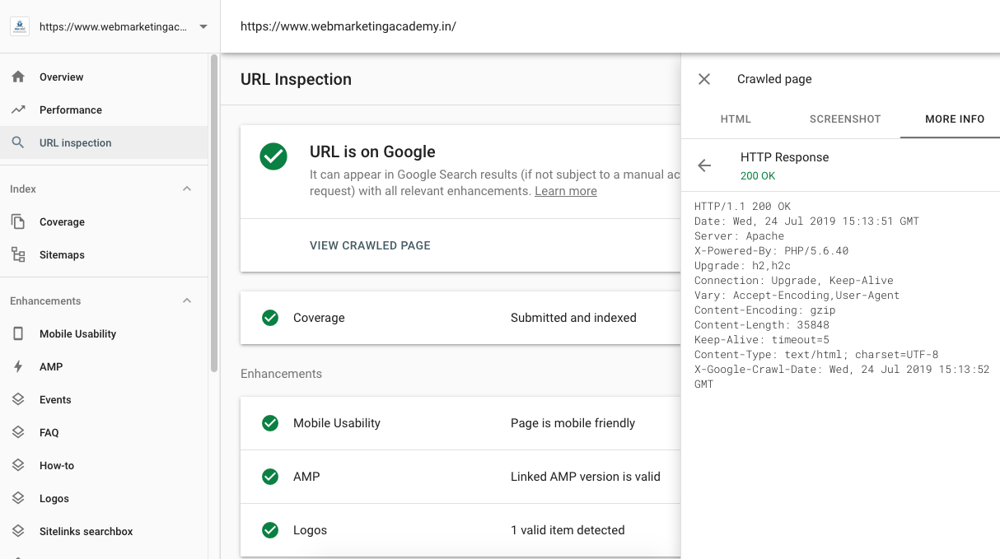 https://www.webmarketingac...
https://www.webmarketingacademy.in/
Overview
Performance
URL inspection
Index
Coverage
Sitemaps
Enhancements
Mobile Usability
AMP
Events
FAQ
How-to
Logos
Sitelinks searchbox
URL Inspection
URL is on Google
It can appear in Google Search results (if not subject to a manual ac
request) with all relevant enhancements. Learn more
VIEW CRAWLED PAGE
Coverage Submitted and indexed
Enhancements
Mobile Usability Page is mobile friendly
AMP Linked AMP version is valid
Logos 1 valid item detected
Crawled page
HTML SCREENSHOT MORE INFO
HTTP Response
200 OK
HTTP/1.1 200 OK
Date: Wed, 24 Jul 2019 15:13:51 GMT
Server: Apache
X-Powered-By: PHP/5.6.40
Upgrade: h2,h2c
Connection: Upgrade, Keep-Alive
Vary: Accept-Encoding,User-Agent
Content-Encoding: gzip
Content-Length: 35848
Keep-Alive: timeout=5
Content-Type: text/html; charset=UTF-8
X-Google-Crawl-Date: Wed, 24 Jul 2019 15:13:52
GMT